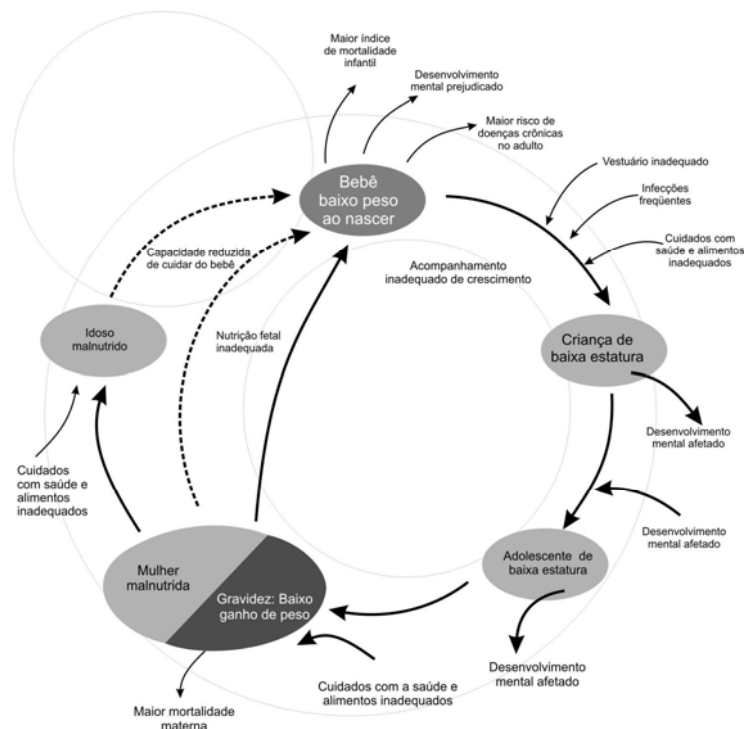 Maior índice
de mortalidade
infantil
Desenvolvimento
mental prejudicado
Maior risco de
doenças crônicas
no adulto
Bebê
baixo peso
ao nascer
Vestuário inadequado
Infecções
freqüentes
Cuidados com
saúde e alimentos
inadequados
Capacidade reduzida
de cuidar do bebê
Acompanhamento
inadequado de crescimento
Idoso
malnutrido
Nutrição fetal
inadequada
Criança de
baixa estatura
Desenvolvimento
mental afetado
Cuidados
com saúde e
alimentos
inadequados
Desenvolvimento
mental afetado
Adolescente de
baixa estatura
Mulher
malnutrida
Gravidez: Baixo
ganho de peso
Desenvolvimento
mental afetado
Cuidados com a saúde e
alimentos inadequados
Maior mortalidade
materna